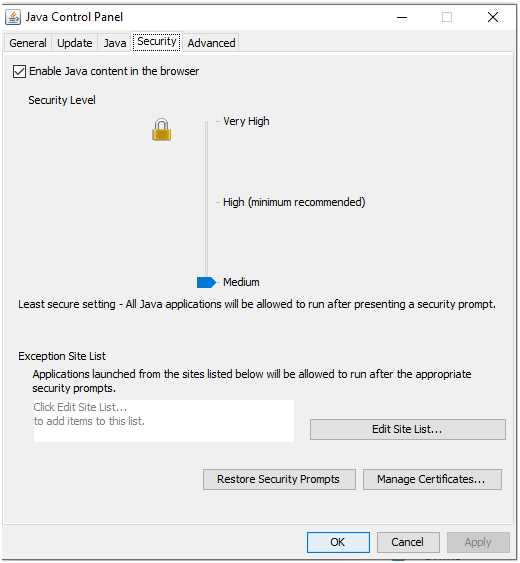 Java Control Panel
General Update Java Security Advanced
Enable Java content in the browser
Security Level
Very High
High (minimum recommended)
Medium
Least secure setting - All Java applications will be allowed to run after presenting a security prompt.
Exception Site List
Applications launched from the sites listed below will be allowed to run after the appropriate
security prompts.
Click Edit Site List...
to add items to this list.
Edit Site List...
Restore Security Prompts Manage Certificates...
OK Cancel Apply